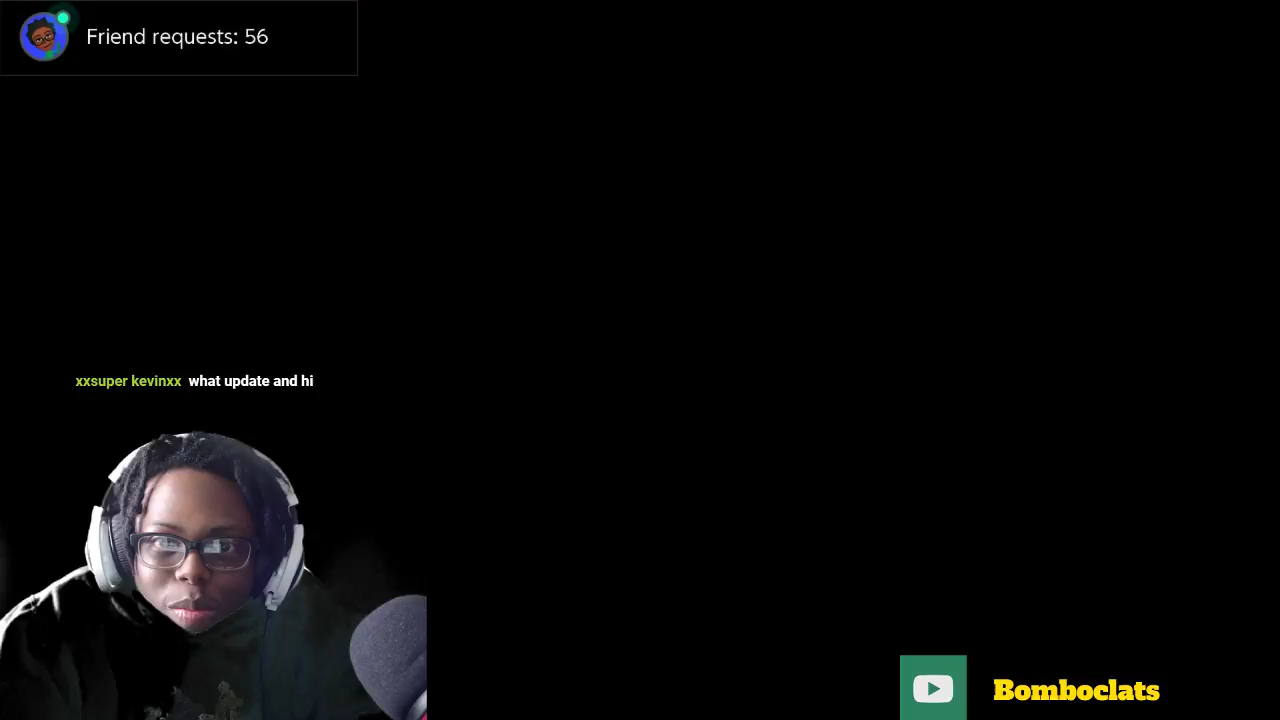 Friend requests: 56
xxsuper kevinxx what update and hi
Bomboclats